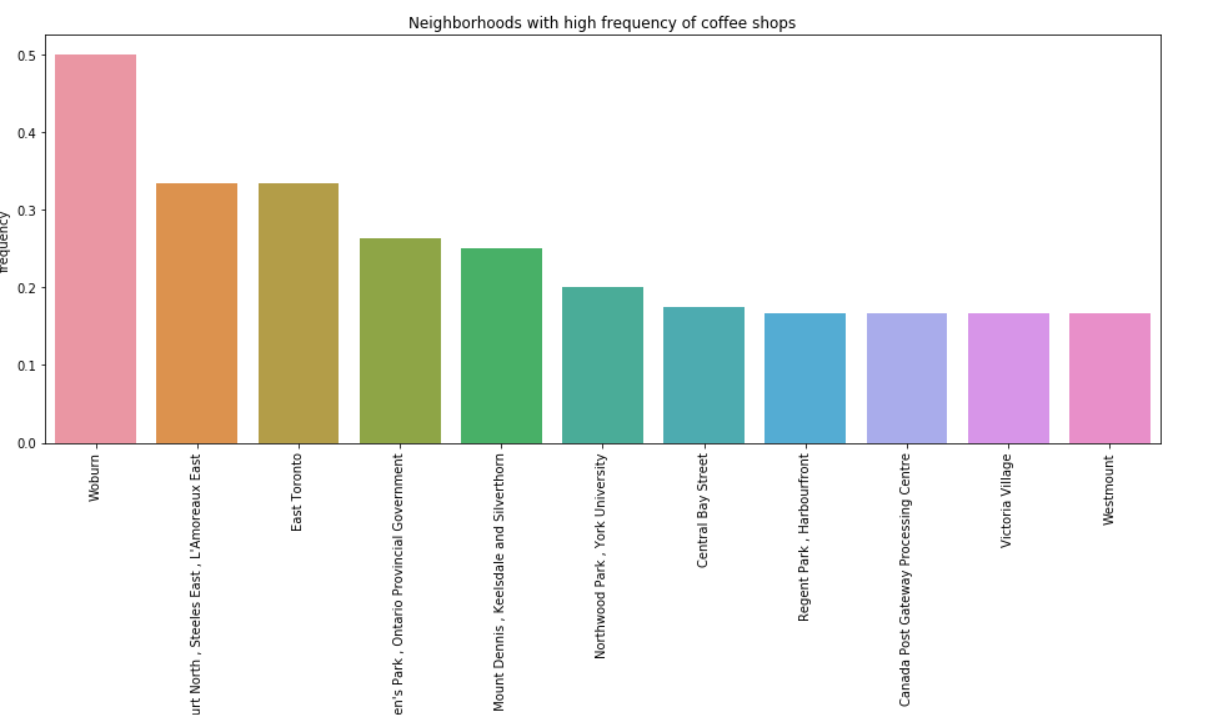 Neighborhoods with high frequency of coffee shops
0.5
0.4
0.3
0.2
0.1
0.0
frequency
Woburn
urt North , Steeles East , L'Amoreaux East
East Toronto
en's Park , Ontario Provincial Government
Mount Dennis , Keelsdale and Silverthorn
Northwood Park , York University
Central Bay Street
Regent Park , Harbourfront
Canada Post Gateway Processing Centre
Victoria Village
Westmount